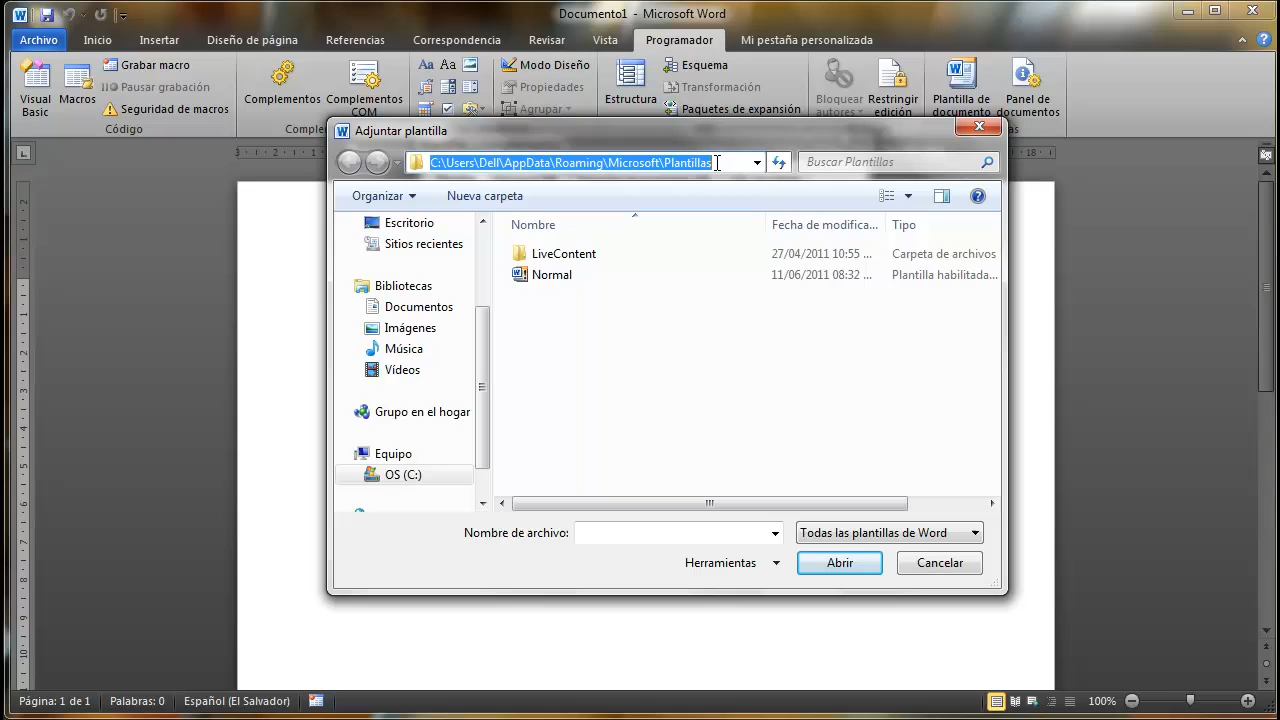 Documento1 - Microsoft Word
Archivo Inicio Insertar Diseño de página Referencias Correspondencia Revisar Vista Programador Mi pestaña personalizada
Visual Basic
Macros
Grabar macro
Pausar grabación
Seguridad de macros
Código
Complementos
Complementos COM
Complem
Aa Aa
Modo Diseño
Propiedades
Agrupar
Estructura
Esquema
Transformación
Paquetes de expansión
Bloquear autores
Restringir edición
Plantilla de documento
Panel de documentos
as
Adjuntar plantilla
C:\Users\Dell\AppData\Roaming\Microsoft\Plantillas
Buscar Plantillas
Organizar Nueva carpeta
Escritorio
Sitios recientes
Bibliotecas
Documentos
Imágenes
Música
Vídeos
Grupo en el hogar
Equipo
OS (C:)
Nombre Fecha de modifica... Tipo
LiveContent 27/04/2011 10:55 ... Carpeta de archivos
Normal 11/06/2011 08:32 ... Plantilla habilitada...
Nombre de archivo: Todas las plantillas de Word
Herramientas Abrir Cancelar
Página: 1 de 1 Palabras: 0 Español (El Salvador) 100%